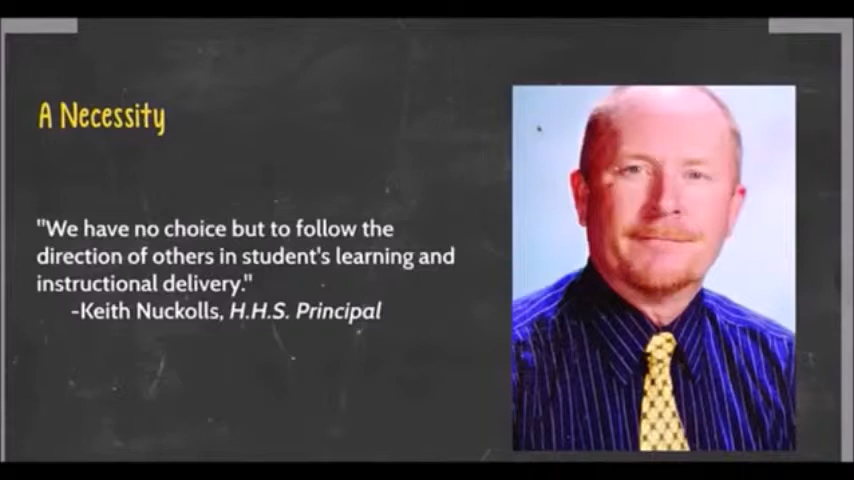 A Necessity
"We have no choice but to follow the
direction of others in student's learning and
instructional delivery."
-Keith Nuckolls, H.H.S. Principal